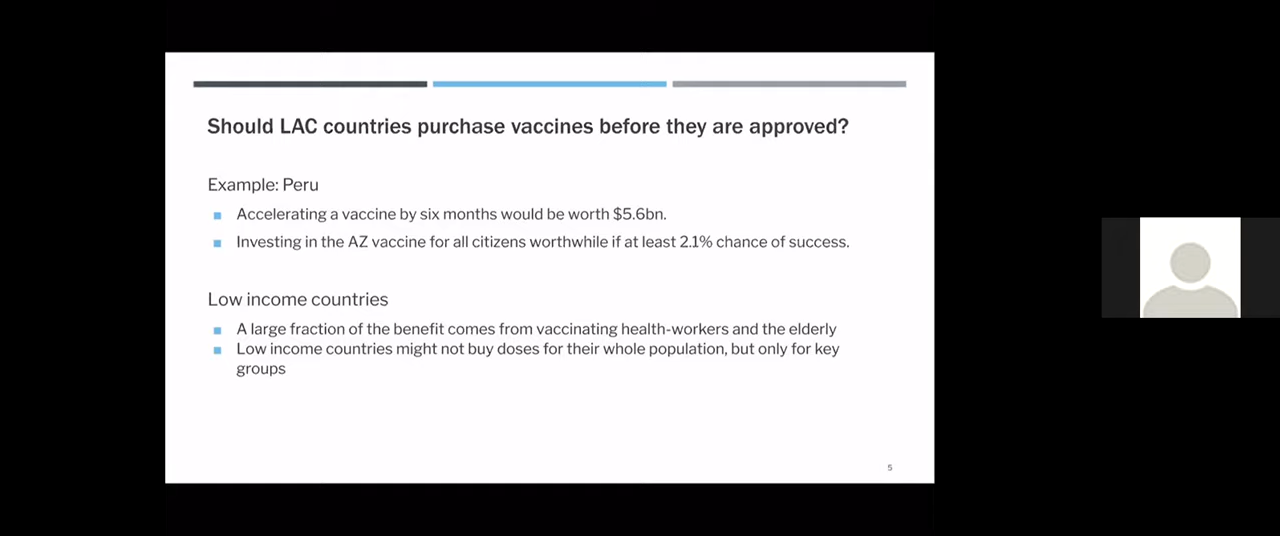 Should LAC countries purchase vaccines before they are approved?
Example: Peru
Accelerating a vaccine by six months would be worth $5.6bn.
Investing in the AZ vaccine for all citizens worthwhile if at least 2.1% chance of success.
Low income countries
A large fraction of the benefit comes from vaccinating health-workers and the elderly
Low income countries might not buy doses for their whole population, but only for key
groups
5